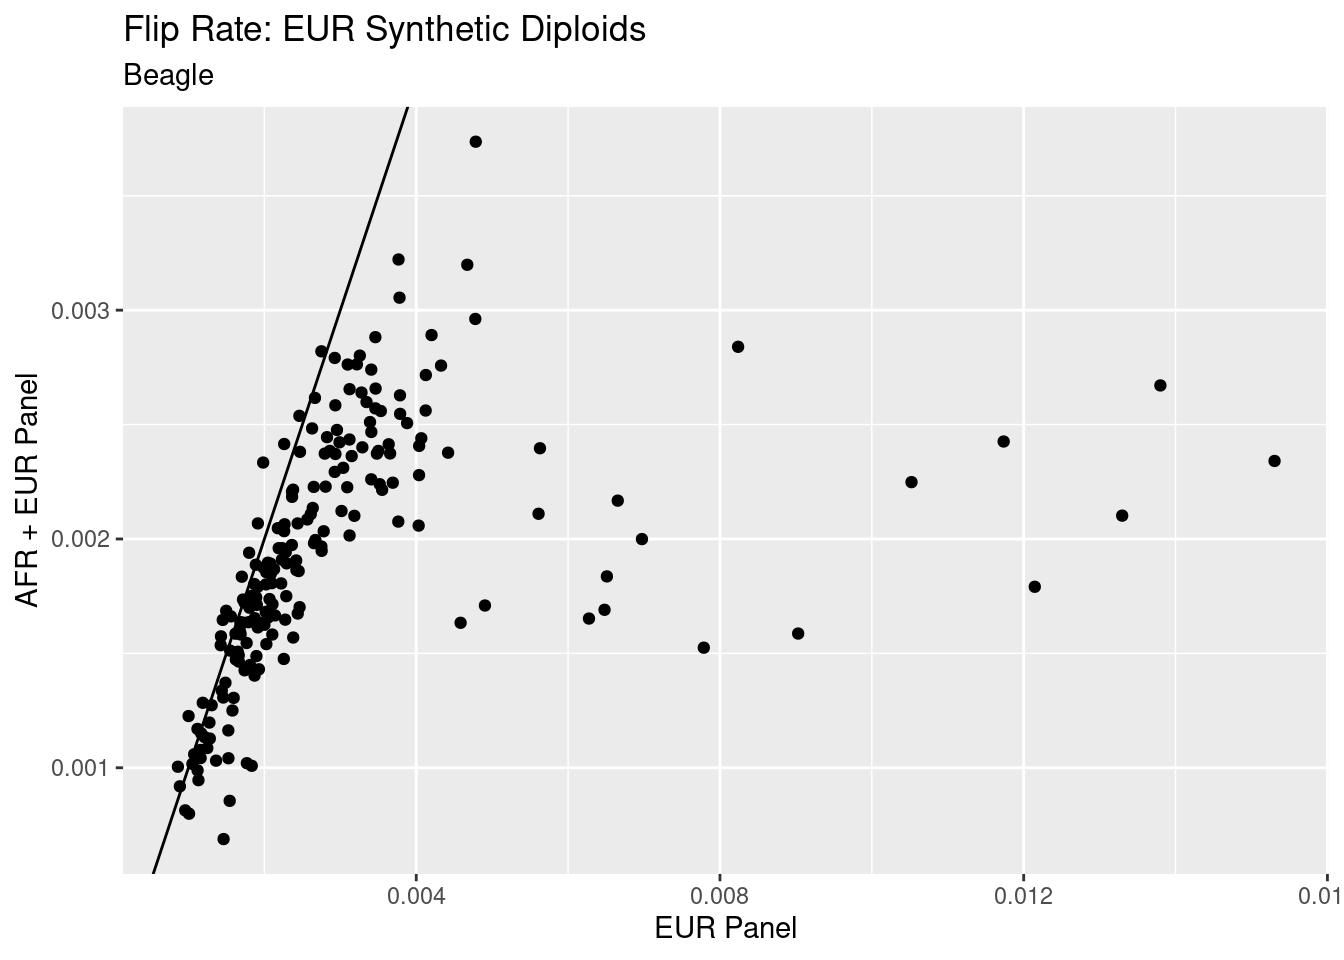 Flip Rate: EUR Synthetic Diploids
Beagle
AFR + EUR Panel
0.003
0.002
0.001
0.004 0.008 0.012 0.01
EUR Panel